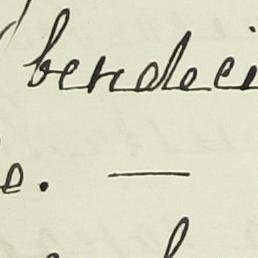 bendeci
e. —